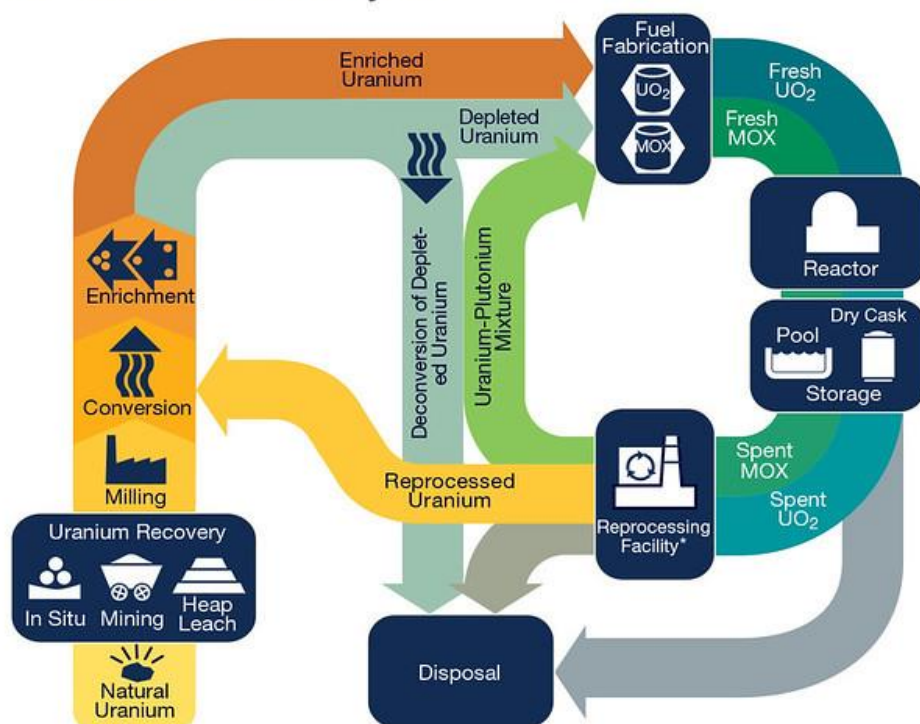 Fuel
Fabrication
UO2
MOX
Enriched
Uranium
Depleted
Uranium
Fresh
UO2
Fresh
MOX
Reactor
Pool
Dry Cask
Storage
Enrichment
Conversion
Milling
Uranium Recovery
In Situ
Mining
Heap
Leach
Natural
Uranium
Deconversion of Deplet-
ed Uranium
Uranium-Plutonium
Mixture
Reprocessed
Uranium
Reprocessing
Facility*
Spent
MOX
Spent
UO2
Disposal